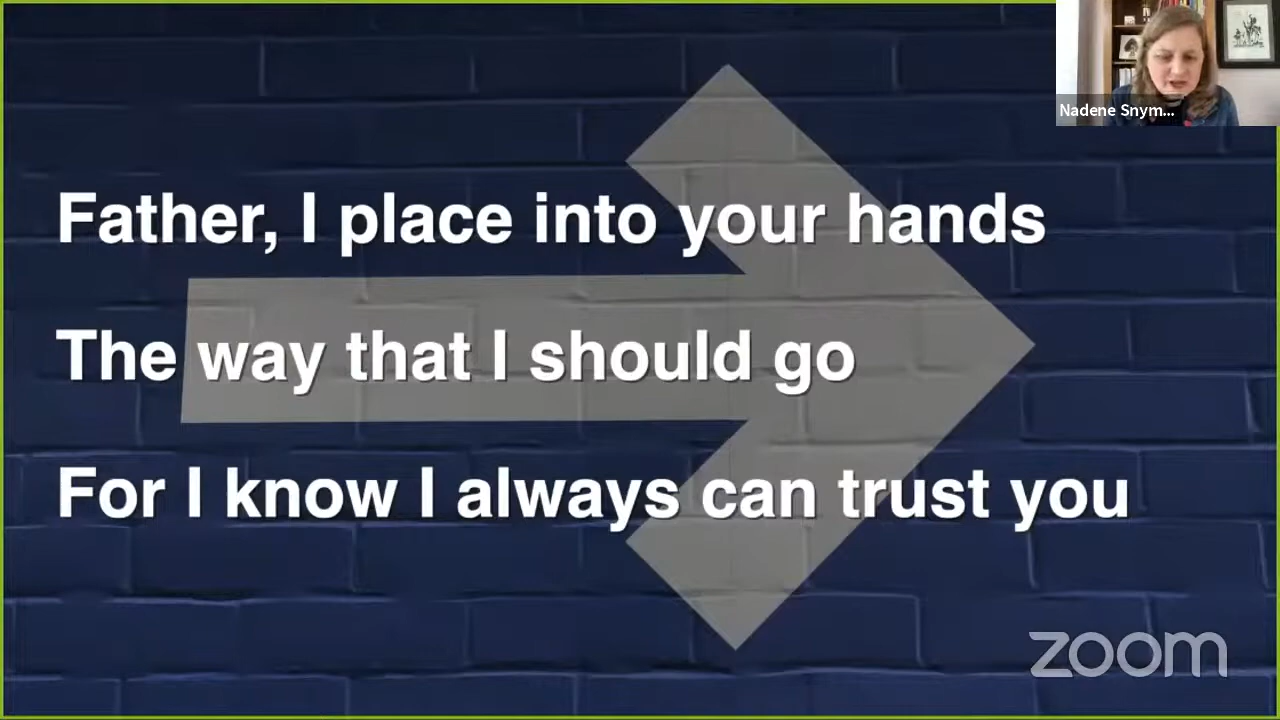 Nadene Snym...
Father, I place into your hands
The way that I should go
For I know I always can trust you
zoom